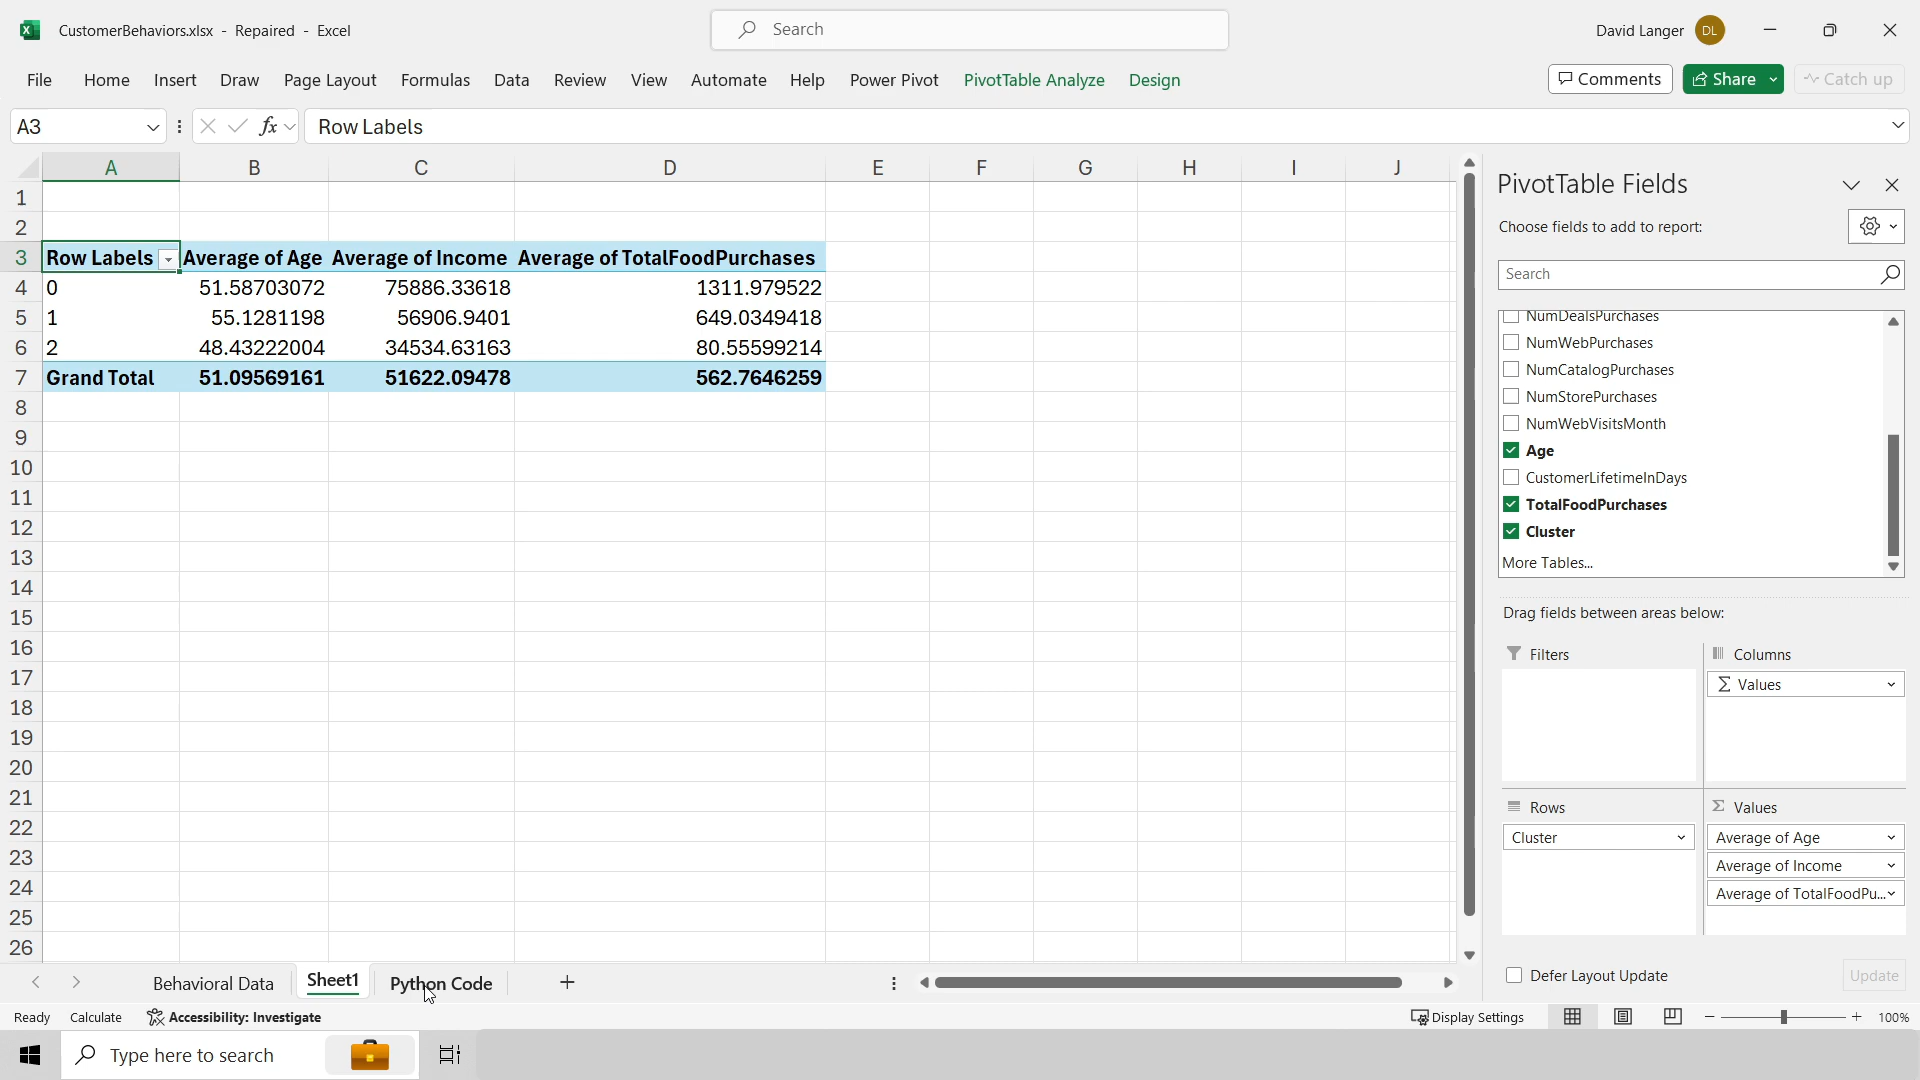 CustomerBehaviors.xlsx - Repaired - Excel
Search
David Langer DL
File Home Insert Draw Page Layout Formulas Data Review View Automate Help Power Pivot PivotTable Analyze Design
Comments Share Catch up
A3 fx Row Labels
A B C D E F G H I J
1
2
3 Row Labels Average of Age Average of Income Average of TotalFoodPurchases
4 0 51.58703072 75886.33618 1311.979522
5 1 55.1281198 56906.9401 649.0349418
6 2 48.43222004 34534.63163 80.55599214
7 Grand Total 51.09569161 51622.09478 562.7646259
8
9
10
11
12
13
14
15
16
17
18
19
20
21
22
23
24
25
26
PivotTable Fields
Choose fields to add to report:
Search
NumDealsPurchases
NumWebPurchases
NumCatalogPurchases
NumStorePurchases
NumWebVisitsMonth
Age
CustomerLifetimeInDays
TotalFoodPurchases
Cluster
More Tables...
Drag fields between areas below:
Filters
Columns
Σ Values
Rows
Cluster
Σ Values
Average of Age
Average of Income
Average of TotalFoodPu...
Defer Layout Update Update
Behavioral Data Sheet1 Python Code +
Ready Calculate Accessibility: Investigate Display Settings − + 100%
Type here to search